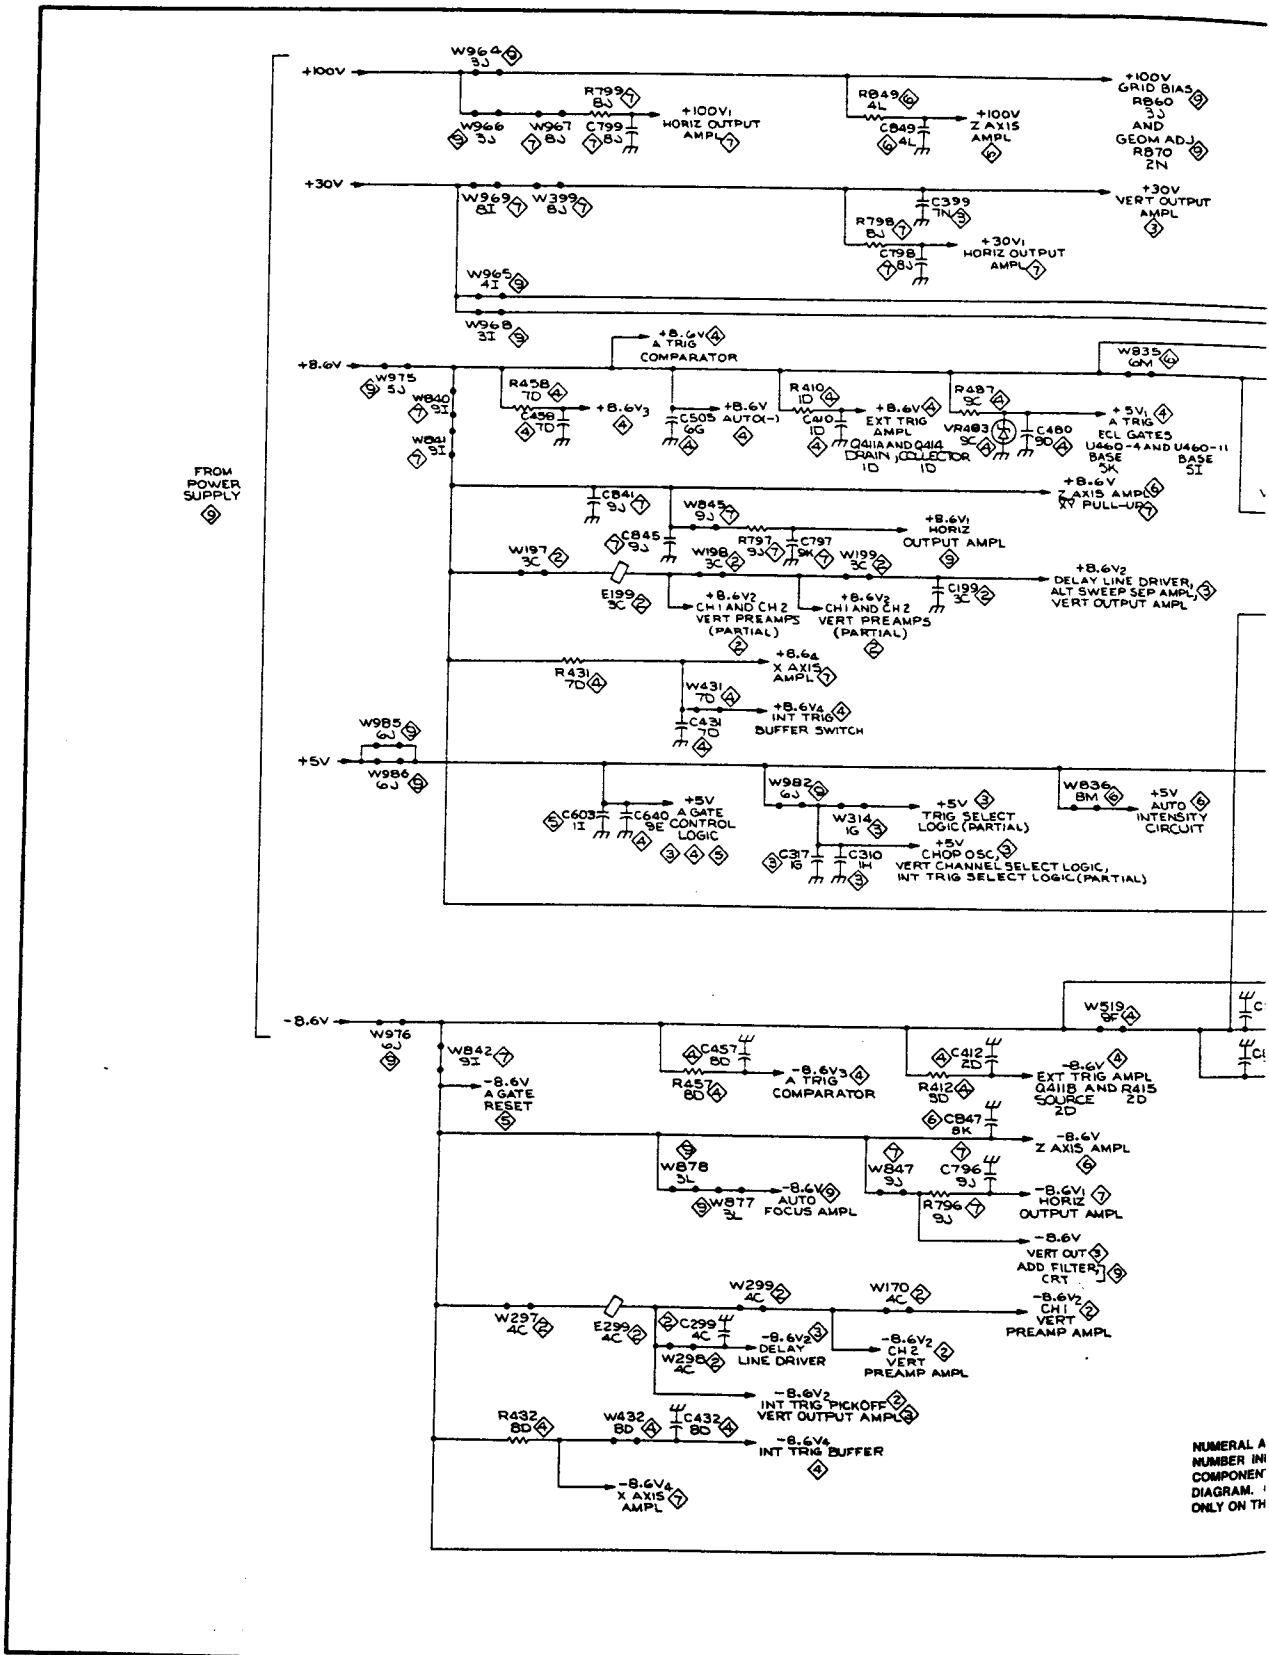 W964 9
3J
+100V
R799 7
8J
W966
3J
9
W967
8J
7
C799
8J
7
+100V1
HORIZ OUTPUT
AMPL 7
R849 6
4L
C849
4L
6
+100V
Z AXIS
AMPL
6
+100V
GRID BIAS
R860 9
3J
AND
GEOM ADJ
R870 9
2N
+30V
W969 7
8I
W399 7
8J
C399
7N 3
R798 7
8J
C798
7 8J
+30V1
HORIZ OUTPUT
AMPL 7
+30V
VERT OUTPUT
AMPL
3
W965 9
4I
W968
3I 9
+8.6V 4
A TRIG
COMPARATOR
+8.6V
W975
9 5J
W840
7 9I
W841
7 9I
R458 4
7D
C458
4 7D
+8.6V3
4
C505
6G
4
+8.6V
AUTO(-)
4
R410 4
1D
C410
1D
4
+8.6V 4
EXT TRIG
AMPL
Q411A AND Q414
DRAIN, COLLECTOR
1D 1D
R487 4
9C
VR483
9C 4
C480
9D 4
+5V1 4
A TRIG
ECL GATES
U460-4 AND U460-11
BASE BASE
5K 5I
W835 6
6M
FROM
POWER
SUPPLY
9
C841
9J 7
W845 7
9J
C845
7 9J
R797
9J 7
C797
9K 7
+8.6V1
HORIZ
OUTPUT AMPL
9
+8.6V
Z AXIS AMPL 6
XY PULL-UP 7
W197
3C 2
E199
3C 2
W198
3C 2
W199
3C 2
C199
3C 2
+8.6V2
CH1 AND CH2
VERT PREAMPS
(PARTIAL)
2
+8.6V2
CH1 AND CH2
VERT PREAMPS
(PARTIAL)
2
+8.6V2
DELAY LINE DRIVER,
ALT SWEEP SEP AMPL, 3
VERT OUTPUT AMPL
R431
7D 4
+8.64
X AXIS
AMPL 7
W431
7D 4
C431
7D
4
+8.6V4 4
INT TRIG
BUFFER SWITCH
W985 9
6J
+5V
W986
6J 9
5 C603
1I
C640
9E
4
+5V
A GATE
CONTROL
LOGIC
3 4 5
W982 9
6J
W314
1G 3
+5V 3
TRIG SELECT
LOGIC (PARTIAL)
3 C317
1G
C310
1H
3
+5V
CHOP OSC, 3
VERT CHANNEL SELECT LOGIC,
INT TRIG SELECT LOGIC (PARTIAL)
W836
8M 6
+5V
AUTO 6
INTENSITY
CIRCUIT
-8.6V
W976
6J
9
W842 7
9I
-8.6V
A GATE
RESET
5
4 C457
8D
R457
8D 4
-8.6V3 4
A TRIG
COMPARATOR
4 C412
2D
R412 4
3D
-8.6V 4
EXT TRIG AMPL
Q411B AND R415
SOURCE 2D
2D
W519
9F 4
6 C847
8K
-8.6V
Z AXIS AMPL
6
9
W878
3L
9 W877
3L
-8.6V 9
AUTO
FOCUS AMPL
7
W847
9J
7
C796
9J
R796 7
9J
-8.6V1 7
HORIZ
OUTPUT AMPL
-8.6V
VERT OUT 3
ADD FILTER, 9
CRT
W297
4C 2
E299
4C 2
2 C299
4C
W298
4C 2
-8.6V2 3
DELAY
LINE DRIVER
W299 2
4C
W170 2
4C
-8.6V2
CH2 2
VERT
PREAMP AMPL
-8.6V2
CH1 2
VERT
PREAMP AMPL
-8.6V2
INT TRIG PICKOFF 2
VERT OUTPUT AMPL 3
R432
8D 4
W432
8D 4
C432
8D 4
-8.6V4
INT TRIG BUFFER
4
-8.6V4
X AXIS
AMPL 7
NUMERAL A
NUMBER IN
COMPONENT
DIAGRAM.
ONLY ON TH